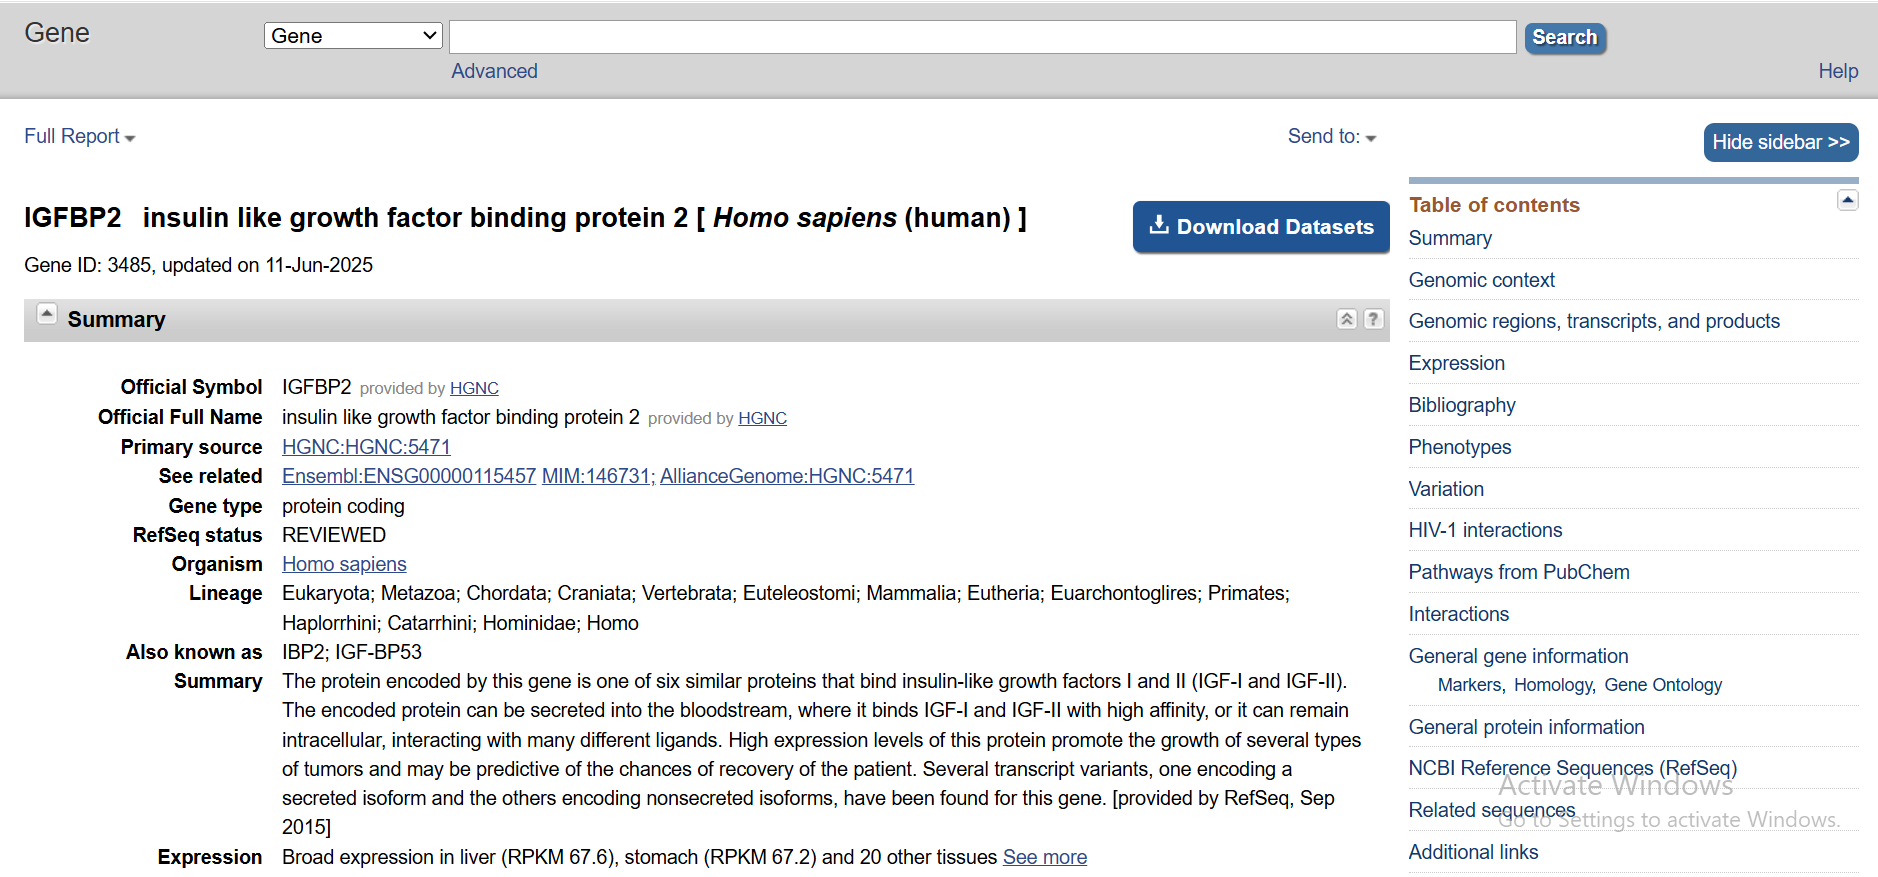 Gene
Gene
Search
Advanced
Help
Full Report
Send to:
Hide sidebar >>
IGFBP2 insulin like growth factor binding protein 2 [ Homo sapiens (human) ]
Download Datasets
Gene ID: 3485, updated on 11-Jun-2025
Summary
?
Official Symbol IGFBP2 provided by HGNC
Official Full Name insulin like growth factor binding protein 2 provided by HGNC
Primary source HGNC:HGNC:5471
See related Ensembl:ENSG00000115457 MIM:146731; AllianceGenome:HGNC:5471
Gene type protein coding
RefSeq status REVIEWED
Organism Homo sapiens
Lineage Eukaryota; Metazoa; Chordata; Craniata; Vertebrata; Euteleostomi; Mammalia; Eutheria; Euarchontoglires; Primates;
Haplorrhini; Catarrhini; Hominidae; Homo
Also known as IBP2; IGF-BP53
Summary The protein encoded by this gene is one of six similar proteins that bind insulin-like growth factors I and II (IGF-I and IGF-II).
The encoded protein can be secreted into the bloodstream, where it binds IGF-I and IGF-II with high affinity, or it can remain
intracellular, interacting with many different ligands. High expression levels of this protein promote the growth of several types
of tumors and may be predictive of the chances of recovery of the patient. Several transcript variants, one encoding a
secreted isoform and the others encoding nonsecreted isoforms, have been found for this gene. [provided by RefSeq, Sep
2015]
Expression Broad expression in liver (RPKM 67.6), stomach (RPKM 67.2) and 20 other tissues See more
Table of contents
Summary
Genomic context
Genomic regions, transcripts, and products
Expression
Bibliography
Phenotypes
Variation
HIV-1 interactions
Pathways from PubChem
Interactions
General gene information
Markers, Homology, Gene Ontology
General protein information
NCBI Reference Sequences (RefSeq)
Related sequences
Additional links
Activate Windows
Go to Settings to activate Windows.